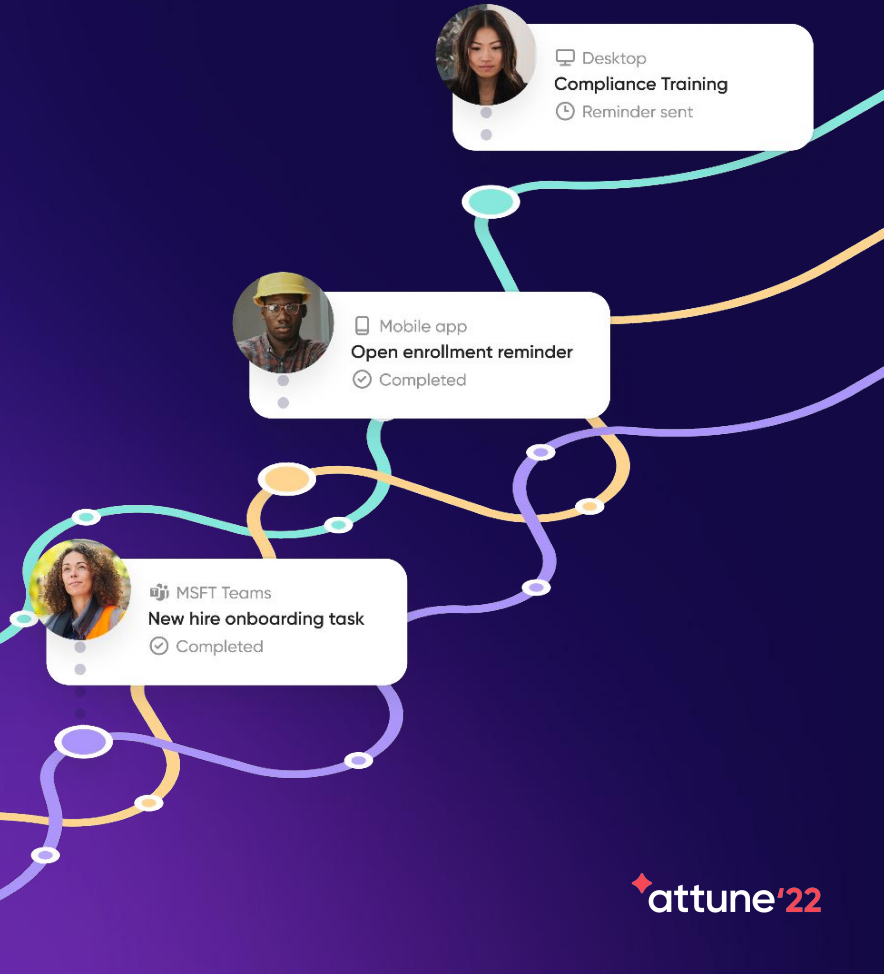 Desktop
Compliance Training
Reminder sent
Mobile app
Open enrollment reminder
Completed
MSFT Teams
New hire onboarding task
Completed
attune‘22